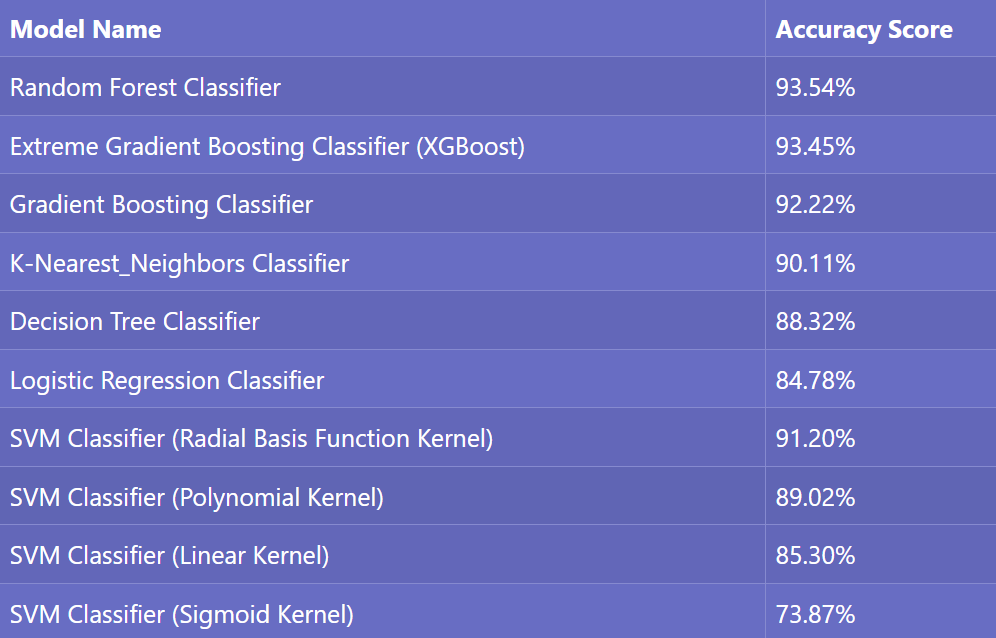 Model Name Accuracy Score
Random Forest Classifier 93.54%
Extreme Gradient Boosting Classifier (XGBoost) 93.45%
Gradient Boosting Classifier 92.22%
K-Nearest_Neighbors Classifier 90.11%
Decision Tree Classifier 88.32%
Logistic Regression Classifier 84.78%
SVM Classifier (Radial Basis Function Kernel) 91.20%
SVM Classifier (Polynomial Kernel) 89.02%
SVM Classifier (Linear Kernel) 85.30%
SVM Classifier (Sigmoid Kernel) 73.87%